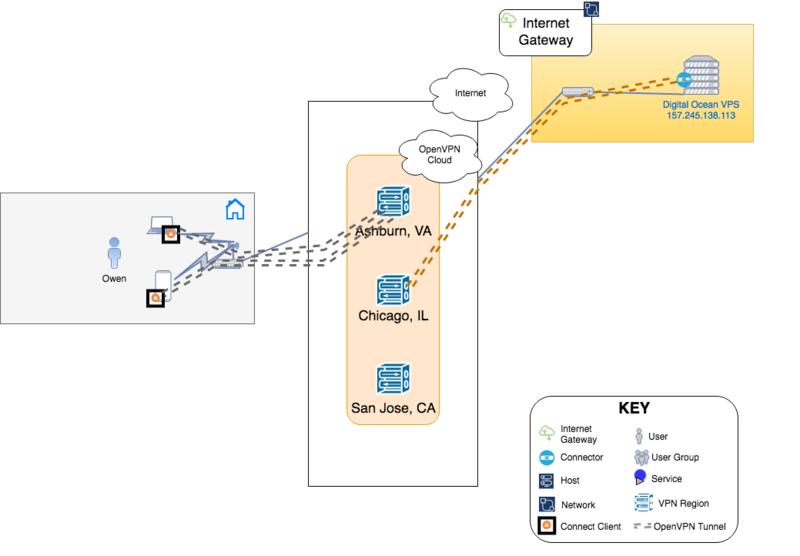 Internet
Gateway
Internet
Digital Ocean VPS
157.245.138.113
OpenVPN
Cloud
Ashburn, VA
Owen
Chicago, IL
San Jose, CA
KEY
Internet
Gateway
User
Connector
User Group
Host
Service
Network
VPN Region
Connect Client
OpenVPN Tunnel